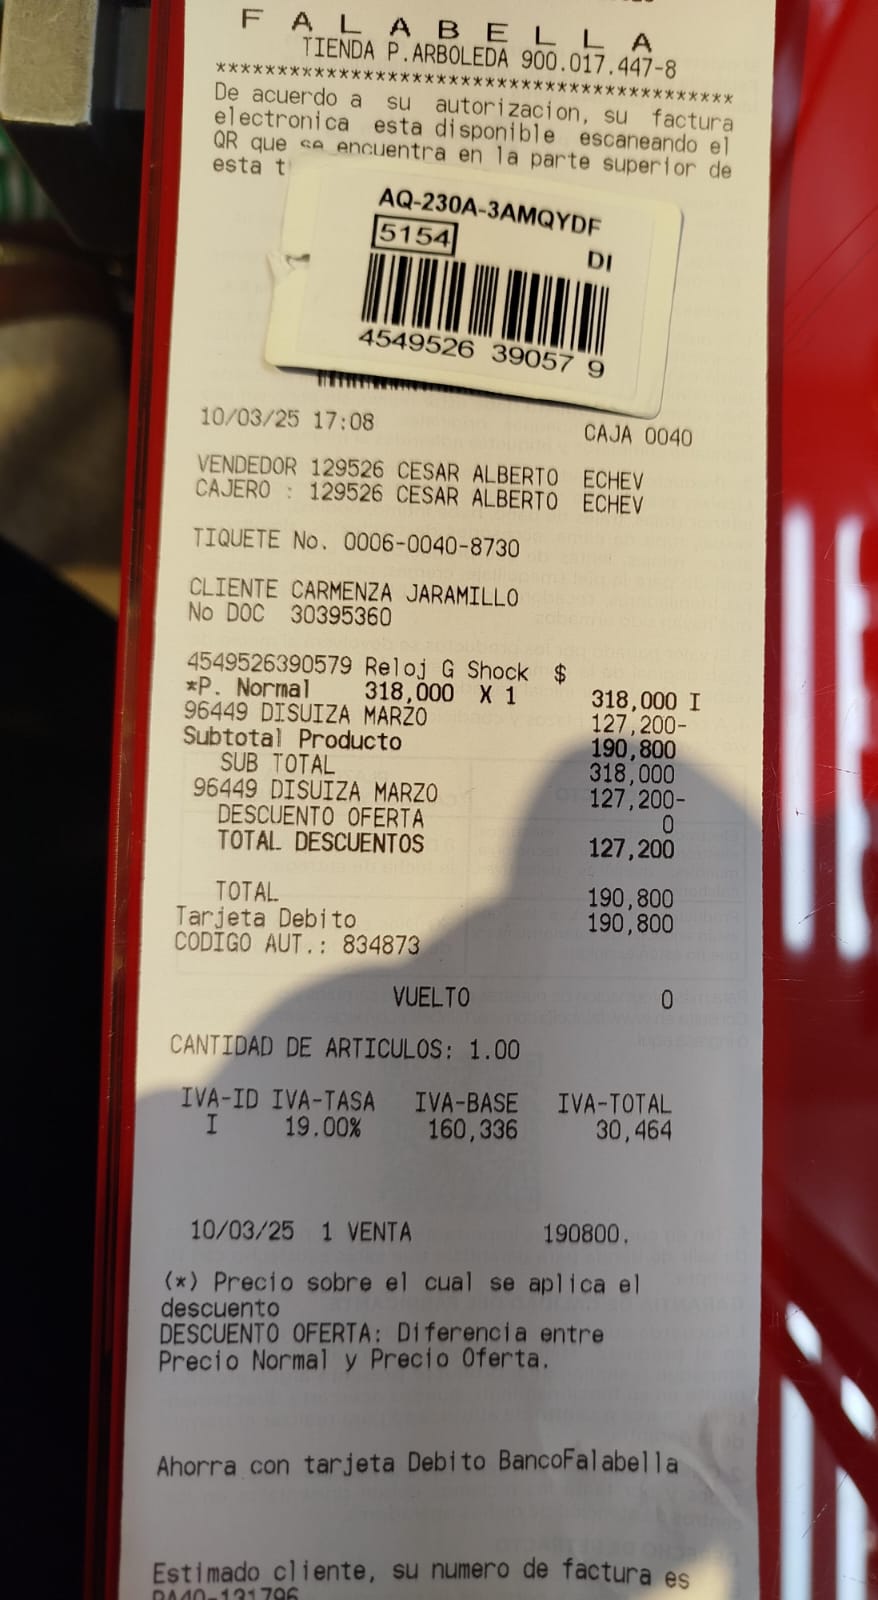 F A L A B E L L A
TIENDA P.ARBOLEDA 900.017.447-8
******************************************
De acuerdo a su autorizacion, su factura
electronica esta disponible escaneando el
QR que se encuentra en la parte superior de
esta
AQ-230A-3AMQYDF
5154
DI
4549526 39057 9
10/03/25 17:08 CAJA 0040
VENDEDOR 129526 CESAR ALBERTO ECHEV
CAJERO : 129526 CESAR ALBERTO ECHEV
TIQUETE No. 0006-0040-8730
CLIENTE CARMENZA JARAMILLO
No DOC 30395360
4549526390579 Reloj G Shock $
*P. Normal 318,000 X 1 318,000 I
96449 DISUIZA MARZO 127,200-
Subtotal Producto 190,800
SUB TOTAL 318,000
96449 DISUIZA MARZO 127,200-
DESCUENTO OFERTA 0
TOTAL DESCUENTOS 127,200
TOTAL 190,800
Tarjeta Debito 190,800
CODIGO AUT.: 834873
VUELTO 0
CANTIDAD DE ARTICULOS: 1.00
IVA-ID IVA-TASA IVA-BASE IVA-TOTAL
I 19.00% 160,336 30,464
10/03/25 1 VENTA 190800.
(*) Precio sobre el cual se aplica el
descuento
DESCUENTO OFERTA: Diferencia entre
Precio Normal y Precio Oferta.
Ahorra con tarjeta Debito BancoFalabella
Estimado cliente, su numero de factura es